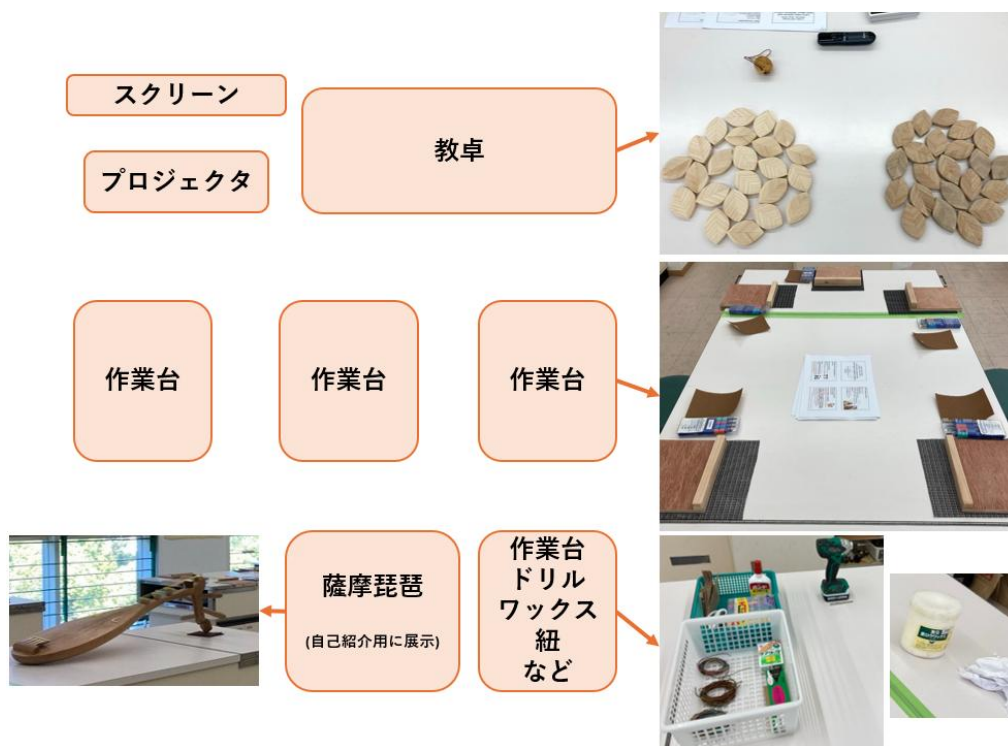 スクリーン
教卓
プロジェクタ
作業台
作業台
作業台
薩摩琵琶
(自己紹介用に展示)
作業台
ドリル
ワックス
紐
など